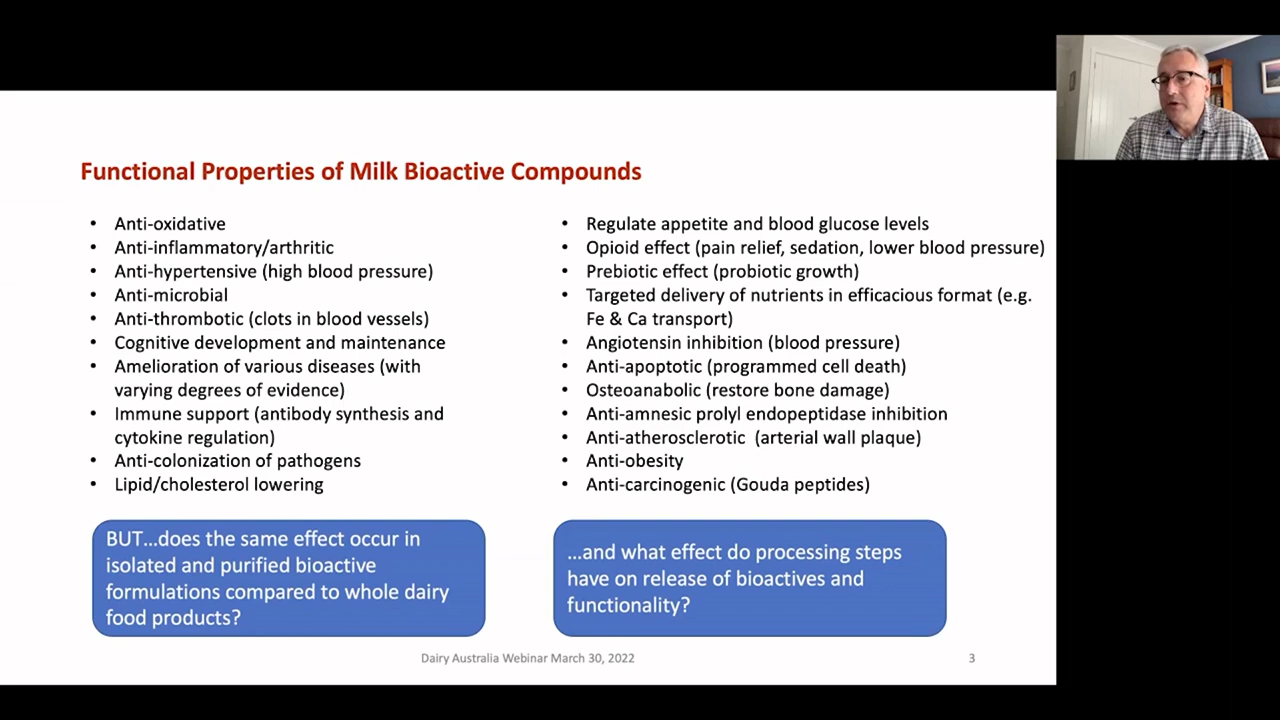 Functional Properties of Milk Bioactive Compounds
• Anti-oxidative
• Anti-inflammatory/arthritic
• Anti-hypertensive (high blood pressure)
• Anti-microbial
• Anti-thrombotic (clots in blood vessels)
• Cognitive development and maintenance
• Amelioration of various diseases (with
varying degrees of evidence)
• Immune support (antibody synthesis and
cytokine regulation)
• Anti-colonization of pathogens
• Lipid/cholesterol lowering
• Regulate appetite and blood glucose levels
• Opioid effect (pain relief, sedation, lower blood pressure)
• Prebiotic effect (probiotic growth)
• Targeted delivery of nutrients in efficacious format (e.g.
Fe & Ca transport)
• Angiotensin inhibition (blood pressure)
• Anti-apoptotic (programmed cell death)
• Osteoanabolic (restore bone damage)
• Anti-amnesic prolyl endopeptidase inhibition
• Anti-atherosclerotic (arterial wall plaque)
• Anti-obesity
• Anti-carcinogenic (Gouda peptides)
BUT...does the same effect occur in
isolated and purified bioactive
formulations compared to whole dairy
food products?
...and what effect do processing steps
have on release of bioactives and
functionality?
Dairy Australia Webinar March 30, 2022
3